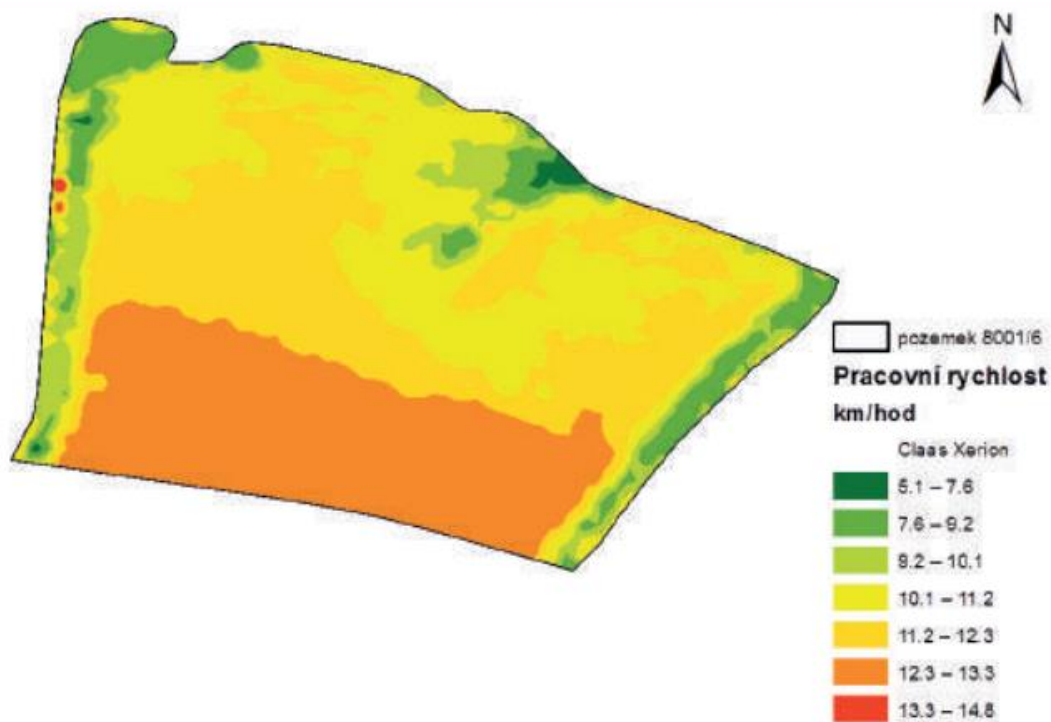 N
pozemek 8001/6
Pracovní rychlost
km/hod
Claas Xerion
5.1 – 7.6
7.6 – 9.2
9.2 – 10.1
10.1 – 11.2
11.2 – 12.3
12.3 – 13.3
13.3 – 14.8